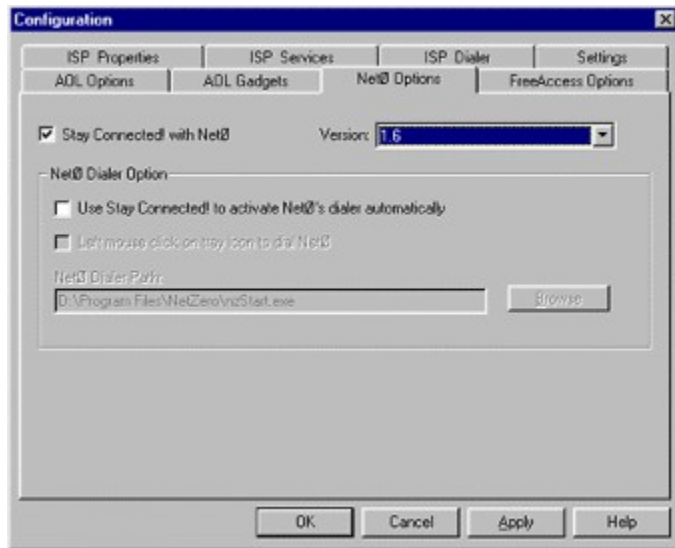 Configuration
ISP Properties ISP Services ISP Dialer Settings
AOL Options AOL Gadgets NetØ Options FreeAccess Options
Stay Connected! with NetØ Version: 1.6
NetØ Dialer Option
Use Stay Connected! to activate NetØ's dialer automatically
Left mouse click on tray icon to dial NetØ
NetØ Dialer Path:
D:\Program Files\NetZero\nzStart.exe Browse
OK Cancel Apply Help